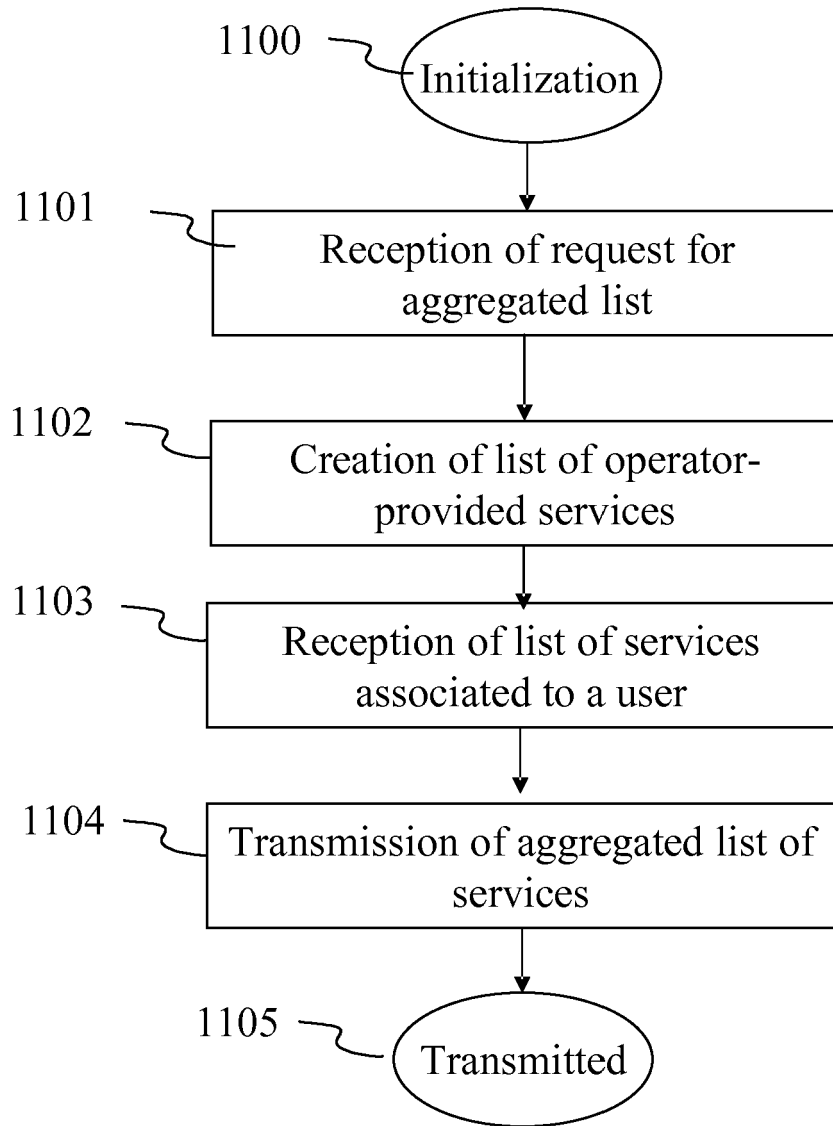 1100
Initialization
1101
Reception of request for
aggregated list
1102
Creation of list of operator-
provided services
1103
Reception of list of services
associated to a user
1104
Transmission of aggregated list of
services
1105
Transmitted